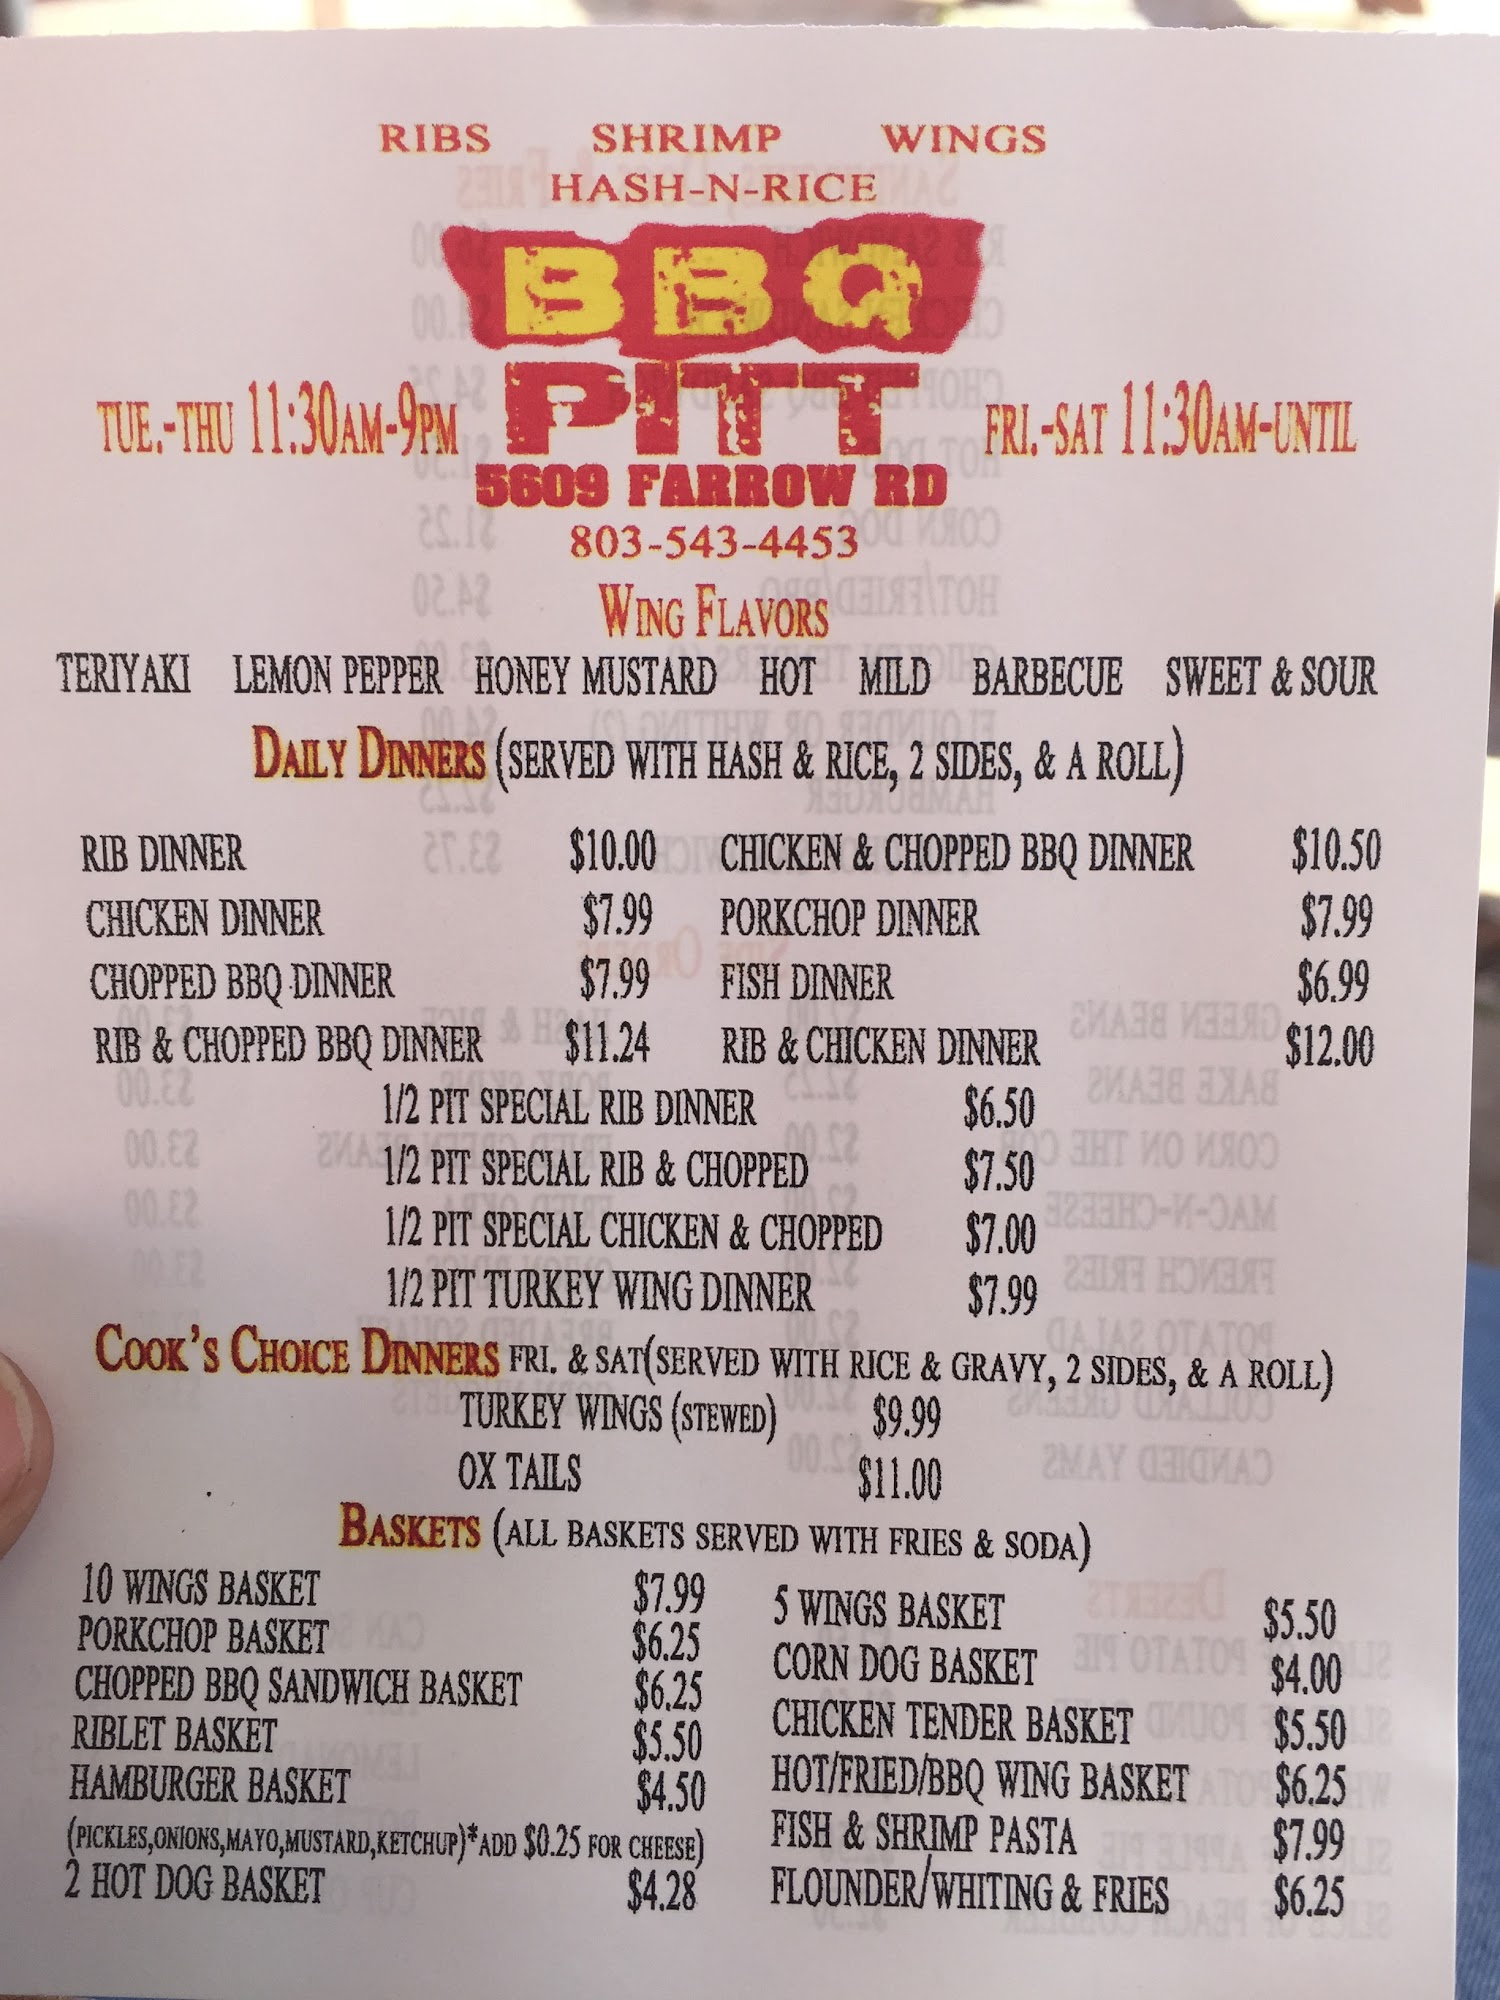 RIBS SHRIMP WINGS
HASH-N-RICE
BBQ
PITT
TUE.-THU 11:30AM-9PM
FRI.-SAT 11:30AM-UNTIL
5609 FARROW RD
803-543-4453
WING FLAVORS
TERIYAKI LEMON PEPPER HONEY MUSTARD HOT MILD BARBECUE SWEET & SOUR
DAILY DINNERS (SERVED WITH HASH & RICE, 2 SIDES, & A ROLL)
RIB DINNER $10.00 CHICKEN & CHOPPED BBQ DINNER $10.50
CHICKEN DINNER $7.99 PORKCHOP DINNER $7.99
CHOPPED BBQ DINNER $7.99 FISH DINNER $6.99
RIB & CHOPPED BBQ DINNER $11.24 RIB & CHICKEN DINNER $12.00
1/2 PIT SPECIAL RIB DINNER $6.50
1/2 PIT SPECIAL RIB & CHOPPED $7.50
1/2 PIT SPECIAL CHICKEN & CHOPPED $7.00
1/2 PIT TURKEY WING DINNER $7.99
COOK'S CHOICE DINNERS FRI. & SAT(SERVED WITH RICE & GRAVY, 2 SIDES, & A ROLL)
TURKEY WINGS (STEWED) $9.99
OX TAILS $11.00
BASKETS (ALL BASKETS SERVED WITH FRIES & SODA)
10 WINGS BASKET $7.99
PORKCHOP BASKET $6.25
CHOPPED BBQ SANDWICH BASKET $6.25
RIBLET BASKET $5.50
HAMBURGER BASKET $4.50
(PICKLES,ONIONS,MAYO,MUSTARD,KETCHUP)*ADD $0.25 FOR CHEESE)
2 HOT DOG BASKET $4.28
5 WINGS BASKET $5.50
CORN DOG BASKET $4.00
CHICKEN TENDER BASKET $5.50
HOT/FRIED/BBQ WING BASKET $6.25
FISH & SHRIMP PASTA $7.99
FLOUNDER/WHITING & FRIES $6.25